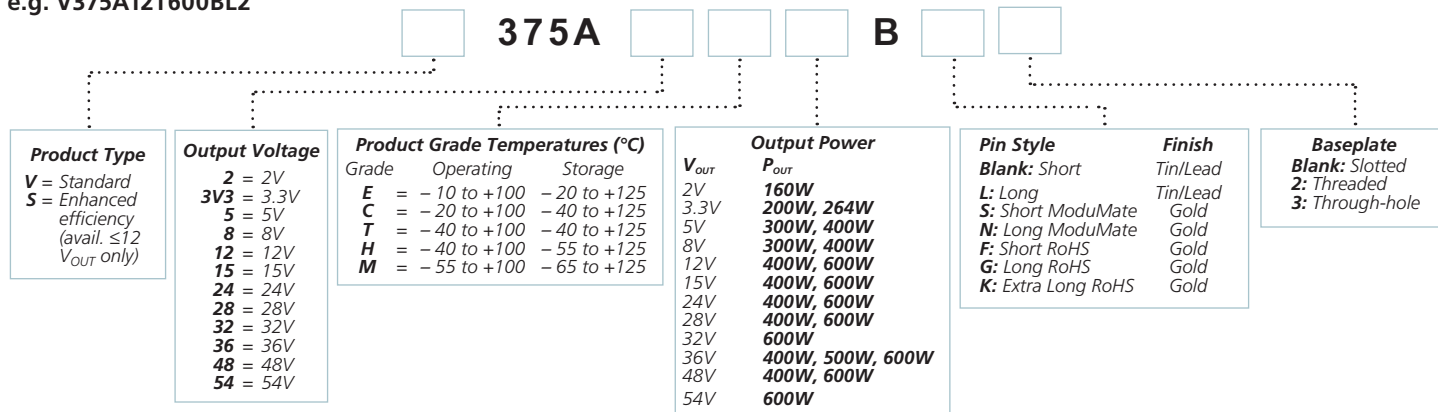 e.g. V375A12T600BL2
375A B
Product Type
V = Standard
S = Enhanced
efficiency
(avail. ≤12
VOUT only)
Output Voltage
2 = 2V
3V3 = 3.3V
5 = 5V
8 = 8V
12 = 12V
15 = 15V
24 = 24V
28 = 28V
32 = 32V
36 = 36V
48 = 48V
54 = 54V
Product Grade Temperatures (°C)
Grade Operating Storage
E = – 10 to +100 – 20 to +125
C = – 20 to +100 – 40 to +125
T = – 40 to +100 – 40 to +125
H = – 40 to +100 – 55 to +125
M = – 55 to +100 – 65 to +125
Output Power
VOUT POUT
2V 160W
3.3V 200W, 264W
5V 300W, 400W
8V 300W, 400W
12V 400W, 600W
15V 400W, 600W
24V 400W, 600W
28V 400W, 600W
32V 600W
36V 400W, 500W, 600W
48V 400W, 600W
54V 600W
Pin Style Finish
Blank: Short Tin/Lead
L: Long Tin/Lead
S: Short ModuMate Gold
N: Long ModuMate Gold
F: Short RoHS Gold
G: Long RoHS Gold
K: Extra Long RoHS Gold
Baseplate
Blank: Slotted
2: Threaded
3: Through-hole